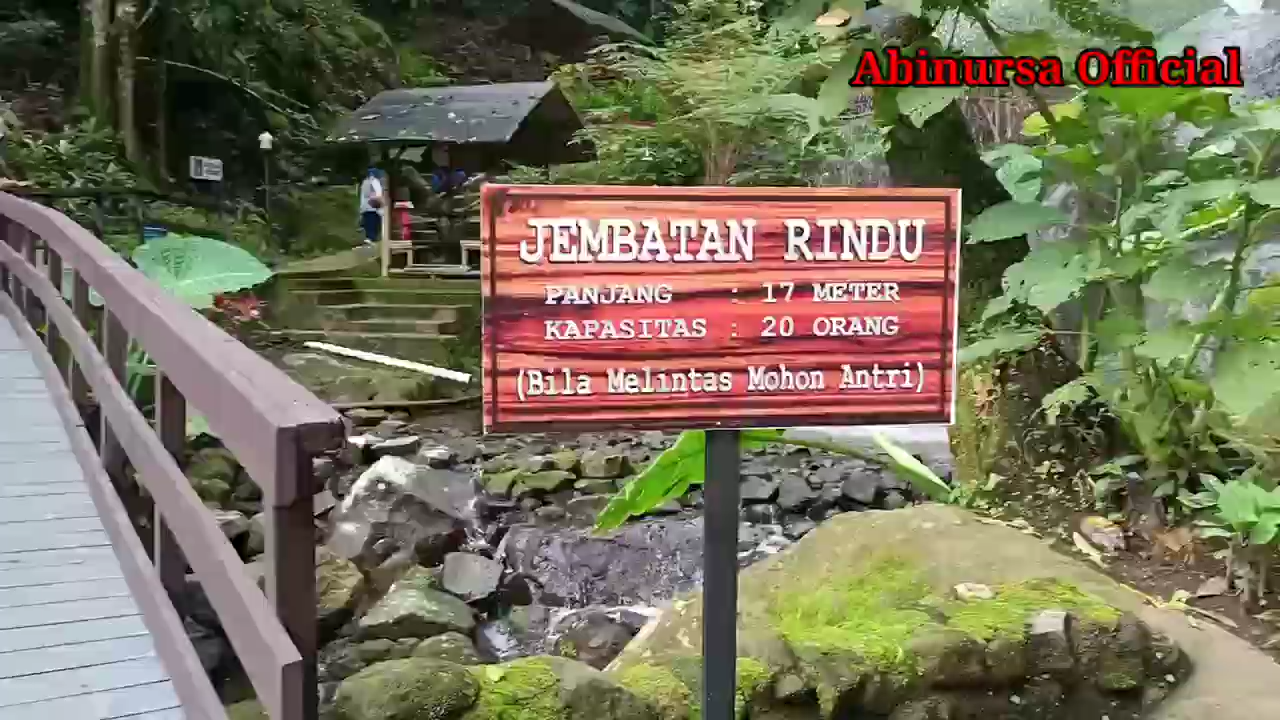 Abinursa Official
JEMBATAN RINDU
PANJANG : 17 METER
KAPASITAS : 20 ORANG
(Bila Melintas Mohon Antri)